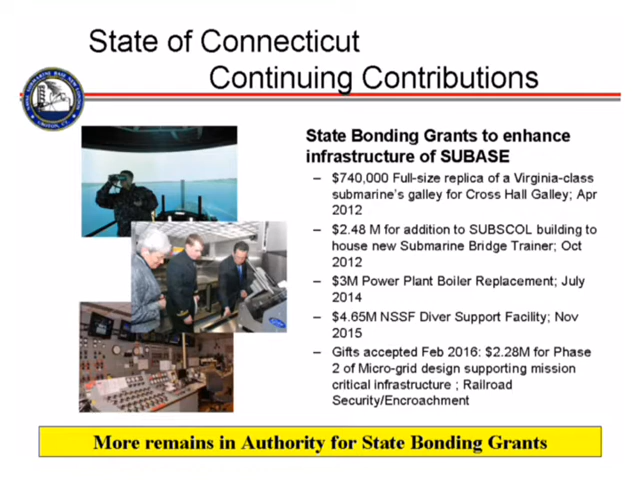 State of Connecticut
Continuing Contributions
State Bonding Grants to enhance
infrastructure of SUBASE
– $740,000 Full-size replica of a Virginia-class
submarine's galley for Cross Hall Galley; Apr
2012
– $2.48 M for addition to SUBSCOL building to
house new Submarine Bridge Trainer; Oct
2012
– $3M Power Plant Boiler Replacement; July
2014
– $4.65M NSSF Diver Support Facility; Nov
2015
– Gifts accepted Feb 2016: $2.28M for Phase
2 of Micro-grid design supporting mission
critical infrastructure ; Railroad
Security/Encroachment
More remains in Authority for State Bonding Grants